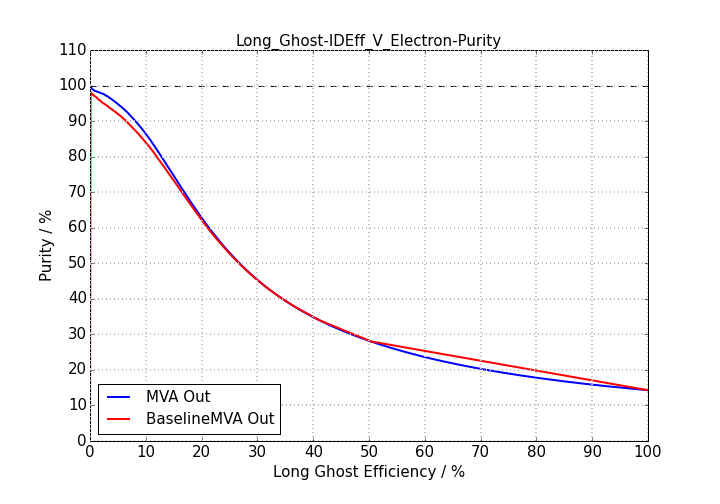 Long_Ghost-IDEff_V_Electron-Purity
110
100
90
80
70
60
50
40
30
20
10
0
Purity / %
MVA Out
BaselineMVA Out
0 10 20 30 40 50 60 70 80 90 100
Long Ghost Efficiency / %